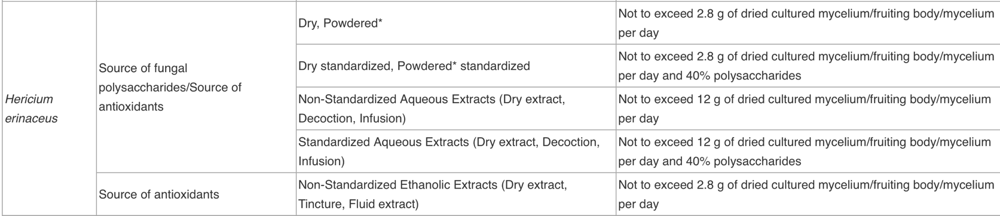 Hericium
erinaceus
Source of fungal
polysaccharides/Source of
antioxidants
Dry, Powdered*
Not to exceed 2.8 g of dried cultured mycelium/fruiting body/mycelium
per day
Dry standardized, Powdered* standardized
Not to exceed 2.8 g of dried cultured mycelium/fruiting body/mycelium
per day and 40% polysaccharides
Non-Standardized Aqueous Extracts (Dry extract,
Decoction, Infusion)
Not to exceed 12 g of dried cultured mycelium/fruiting body/mycelium
per day
Standardized Aqueous Extracts (Dry extract, Decoction,
Infusion)
Not to exceed 12 g of dried cultured mycelium/fruiting body/mycelium
per day and 40% polysaccharides
Source of antioxidants
Non-Standardized Ethanolic Extracts (Dry extract,
Tincture, Fluid extract)
Not to exceed 2.8 g of dried cultured mycelium/fruiting body/mycelium
per day